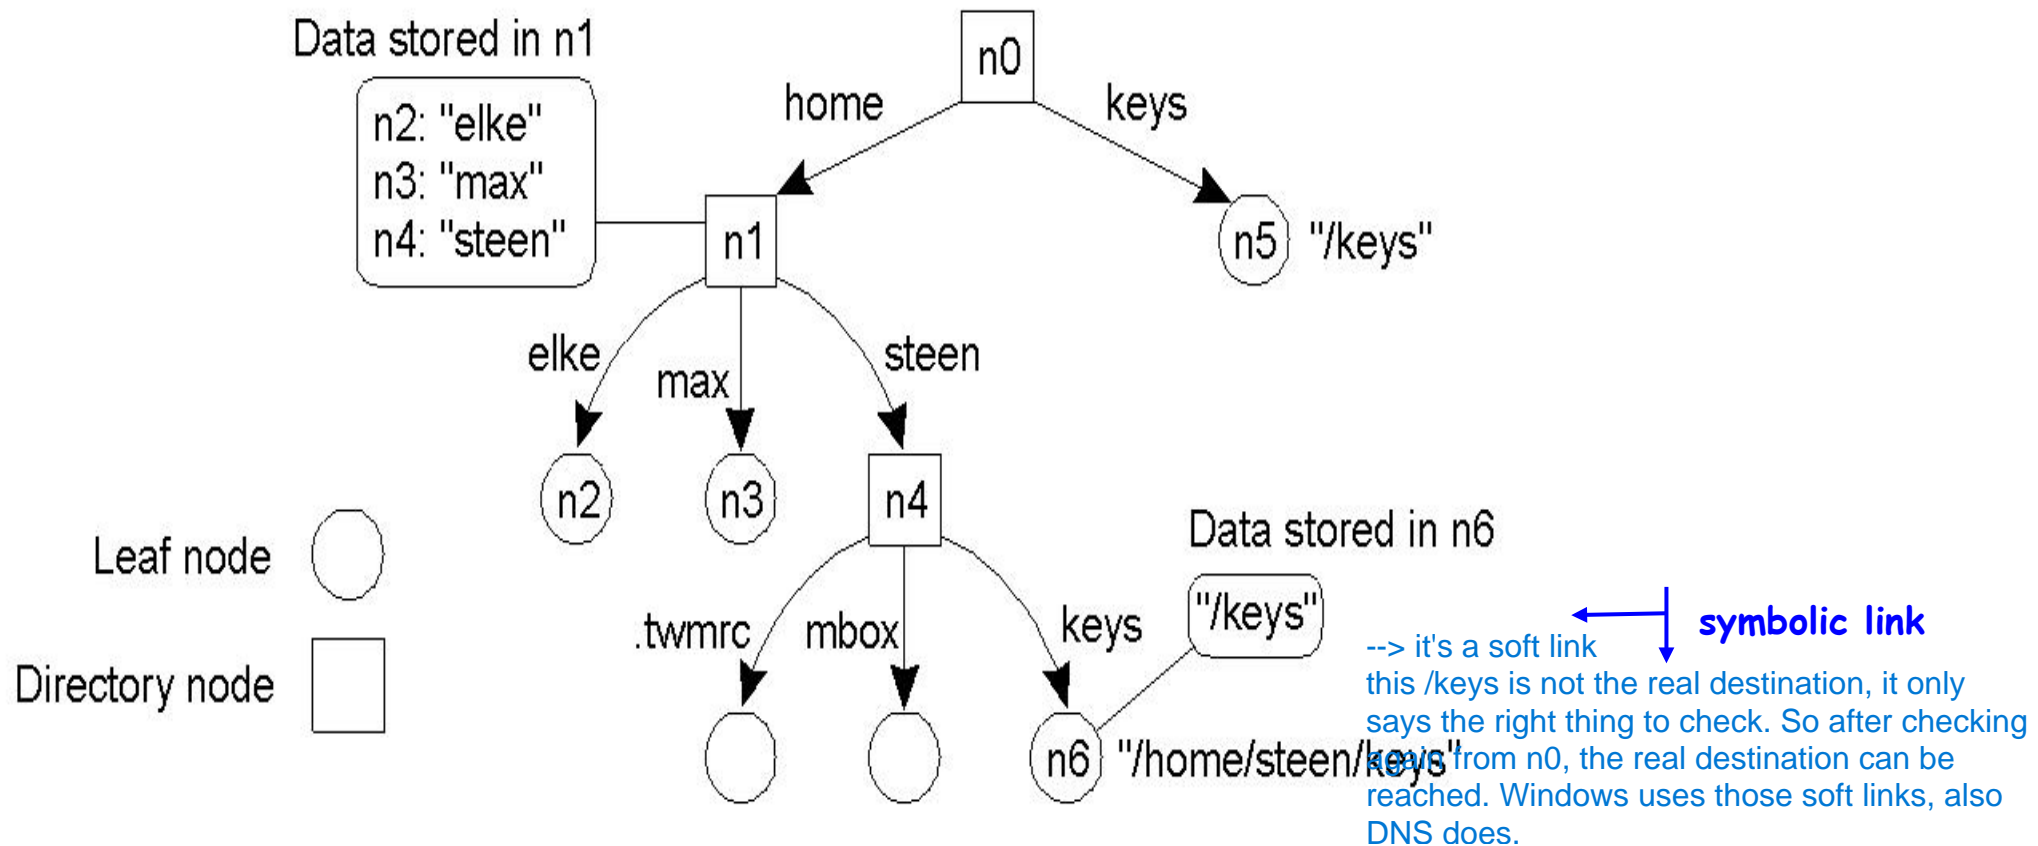 Data stored in n1
n0
n2: "elke"
n3: "max"
n4: "steen"
home
keys
n1
n5 "/keys"
elke
max
steen
n2
n3
n4
Data stored in n6
Leaf node
"/keys"
symbolic link
.twmrc
mbox
keys
--> it's a soft link
this /keys is not the real destination, it only
says the right thing to check. So after checking
Directory node
n6 "/home/steen/keys"
again from n0, the real destination can be
reached. Windows uses those soft links, also
DNS does.